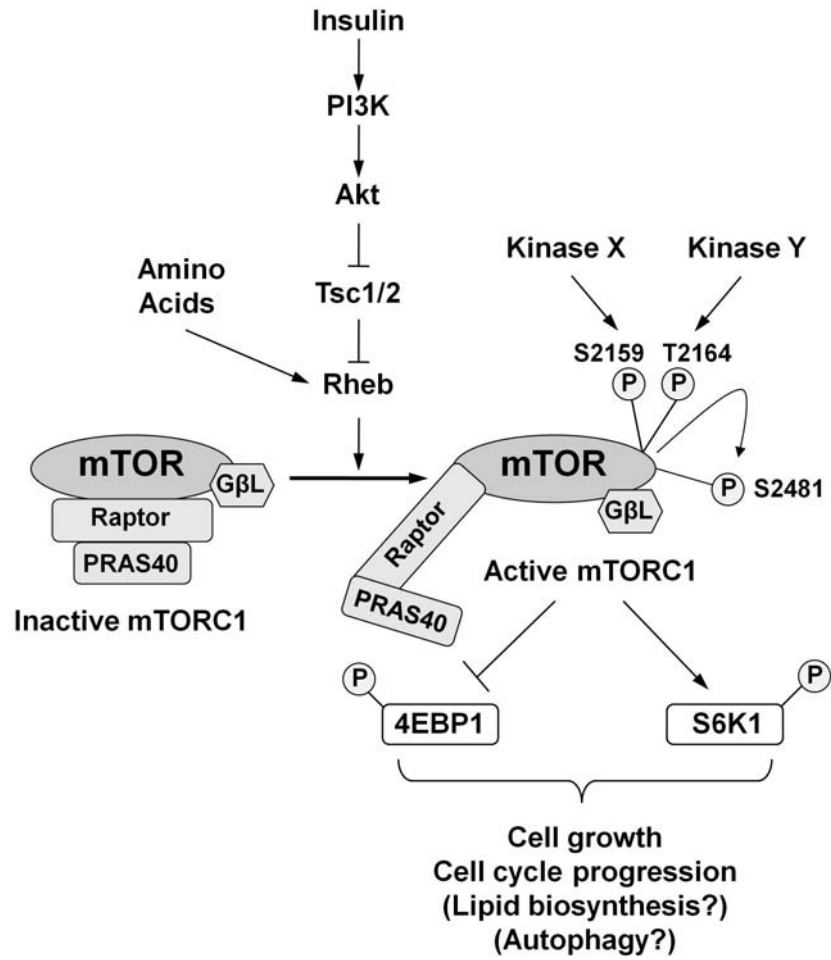 Insulin
PI3K
Akt
Tsc1/2
Amino
Acids
Rheb
Kinase X
Kinase Y
S2159
T2164
P
P
mTOR
GβL
Raptor
PRAS40
Inactive mTORC1
mTOR
P
S2481
GβL
Raptor
PRAS40
Active mTORC1
P
4EBP1
P
S6K1
Cell growth
Cell cycle progression
(Lipid biosynthesis?)
(Autophagy?)